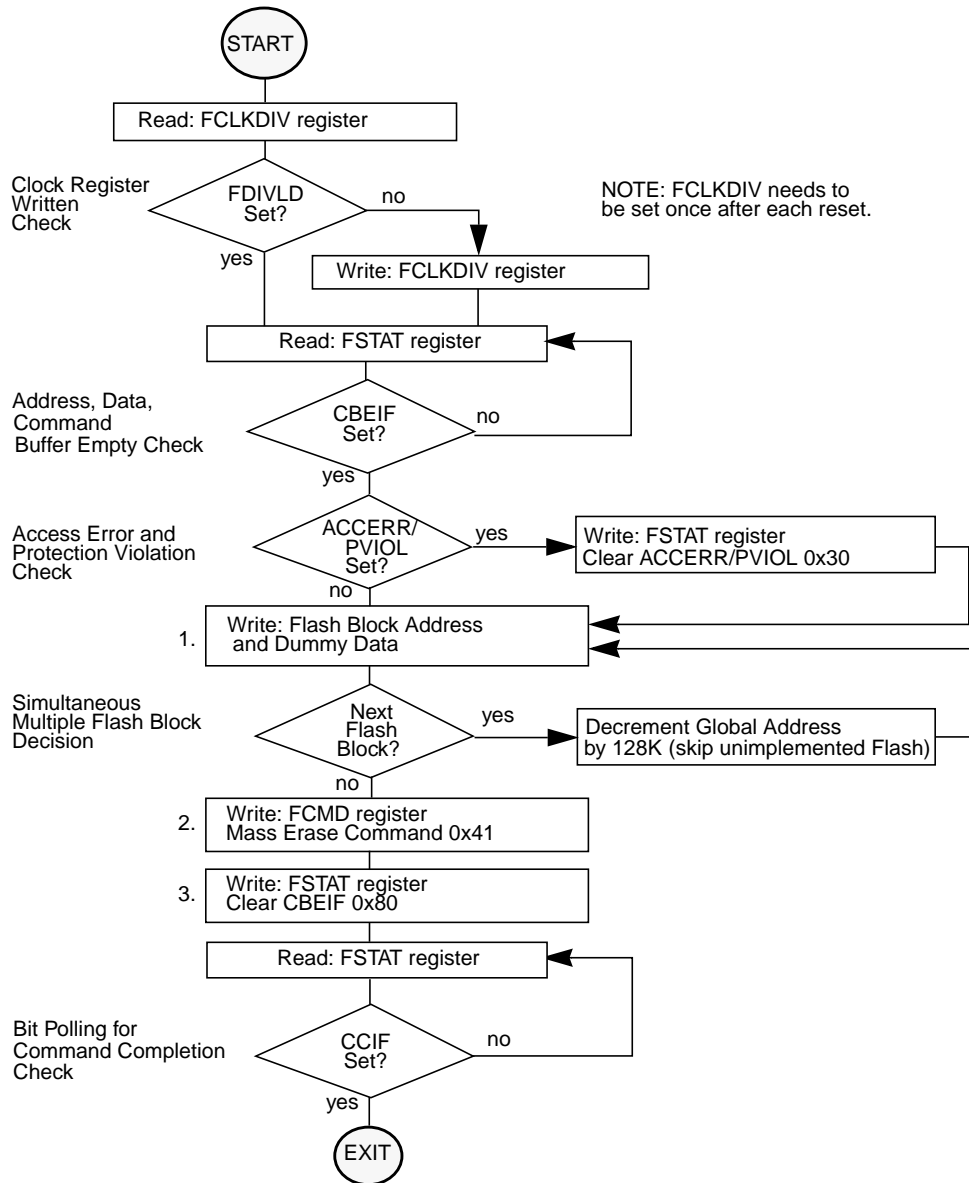 START
Read: FCLKDIV register
Clock Register
Written
Check
FDIVLD
Set?
no
yes
NOTE: FCLKDIV needs to
be set once after each reset.
Write: FCLKDIV register
Read: FSTAT register
Address, Data,
Command
Buffer Empty Check
CBEIF
Set?
no
yes
Access Error and
Protection Violation
Check
ACCERR/
PVIOL
Set?
yes
no
Write: FSTAT register
Clear ACCERR/PVIOL 0x30
1.
Write: Flash Block Address
and Dummy Data
Simultaneous
Multiple Flash Block
Decision
Next
Flash
Block?
yes
no
Decrement Global Address
by 128K (skip unimplemented Flash)
2.
Write: FCMD register
Mass Erase Command 0x41
3.
Write: FSTAT register
Clear CBEIF 0x80
Read: FSTAT register
Bit Polling for
Command Completion
Check
CCIF
Set?
no
yes
EXIT